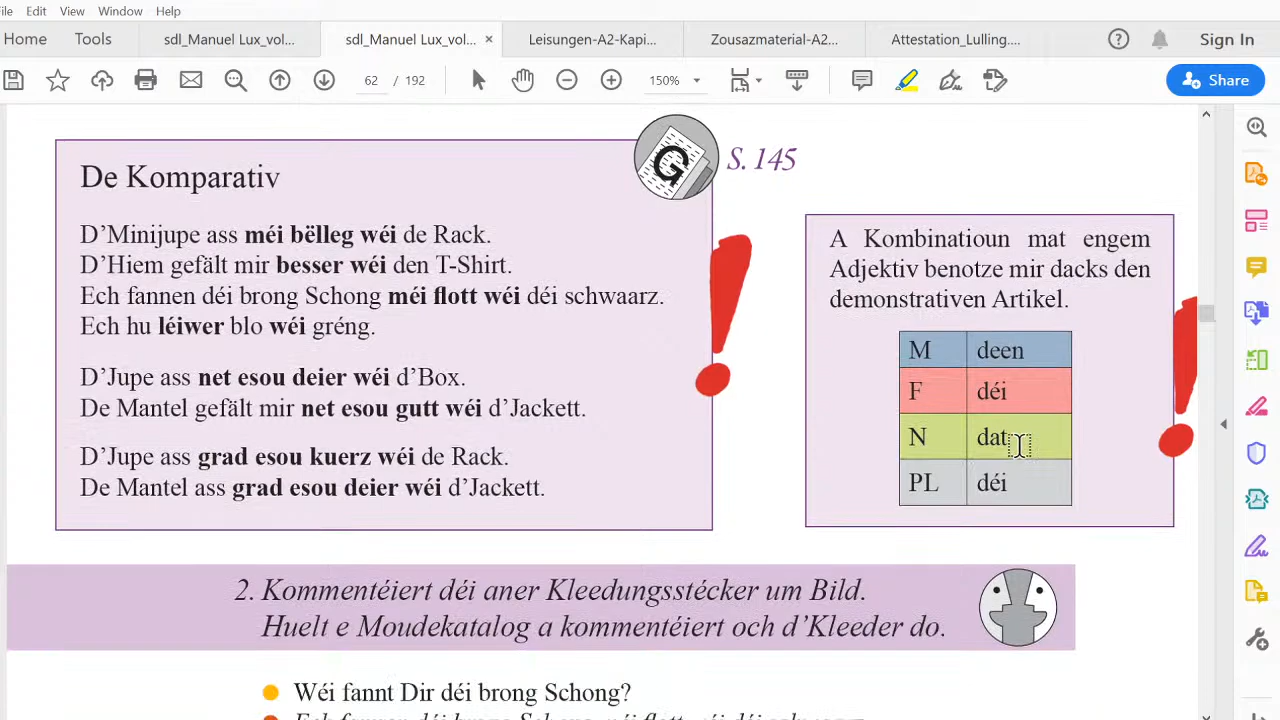 File Edit View Window Help
Home Tools sdl_Manuel Lux_vol... sdl_Manuel Lux_vol... × Leisungen-A2-Kapi... Zousazmaterial-A2... Attestation_Lulling.... ? Sign In
62 / 192 150% Share
De Komparativ
G
S. 145
D'Minijupe ass méi bëlleg wéi de Rack.
D'Hiem gefält mir besser wéi den T-Shirt.
Ech fannen déi brong Schong méi flott wéi déi schwaarz.
Ech hu léiwer blo wéi gréng.
D'Jupe ass net esou deier wéi d'Box.
De Mantel gefält mir net esou gutt wéi d'Jackett.
D'Jupe ass grad esou kuerz wéi de Rack.
De Mantel ass grad esou deier wéi d'Jackett.
!
A Kombinatioun mat engem
Adjektiv benotze mir dacks den
demonstrativen Artikel.
M deen
F déi
N dat
PL déi
!
2. Kommentéiert déi aner Kleedungsstécker um Bild.
Huelt e Moudekatalog a kommentéiert och d'Kleeder do.
Wéi fannt Dir déi brong Schong?